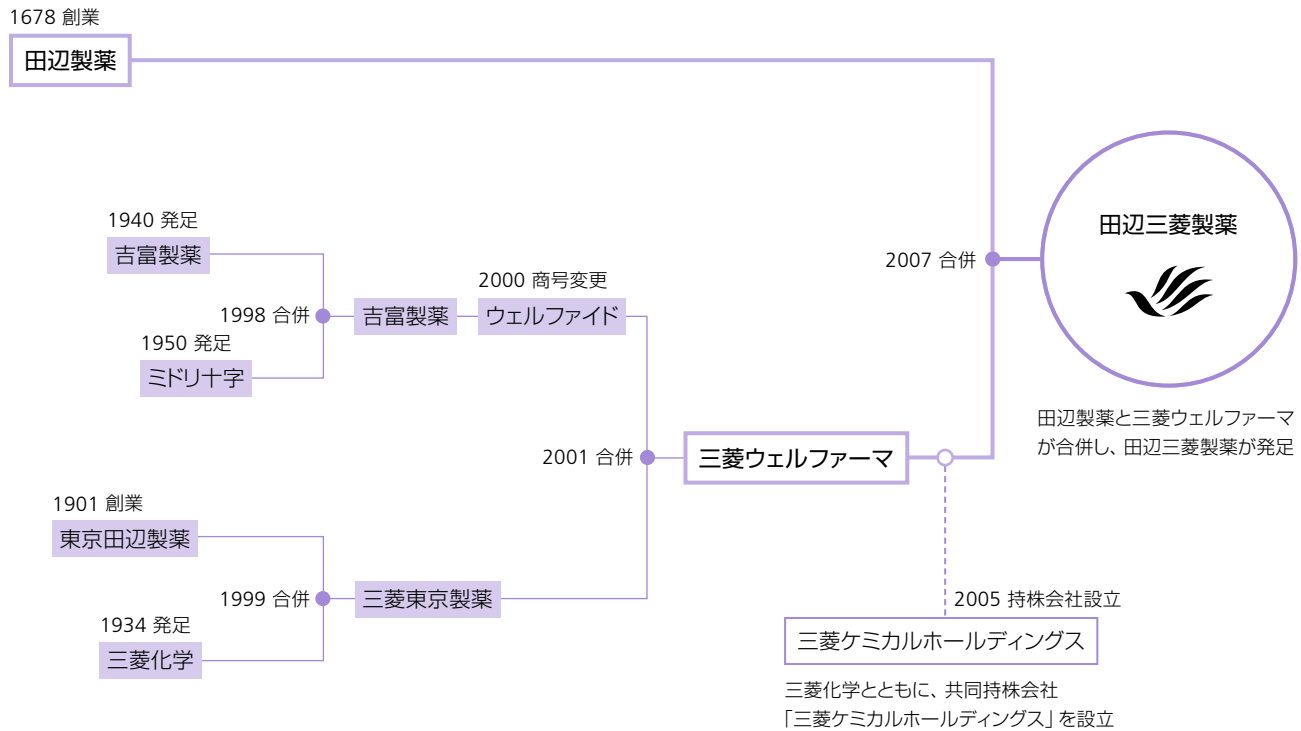 1678 創業
田辺製薬
1940 発足
吉富製薬
1998 合併
1950 発足
ミドリ十字
吉富製薬
2000 商号変更
ウェルファイド
1901 創業
東京田辺製薬
1999 合併
1934 発足
三菱化学
三菱東京製薬
2001 合併
三菱ウェルファーマ
2005 持株会社設立
三菱ケミカルホールディングス
三菱化学とともに、共同持株会社
「三菱ケミカルホールディングス」を設立
2007 合併
田辺三菱製薬
田辺製薬と三菱ウェルファーマ
が合併し、田辺三菱製薬が発足